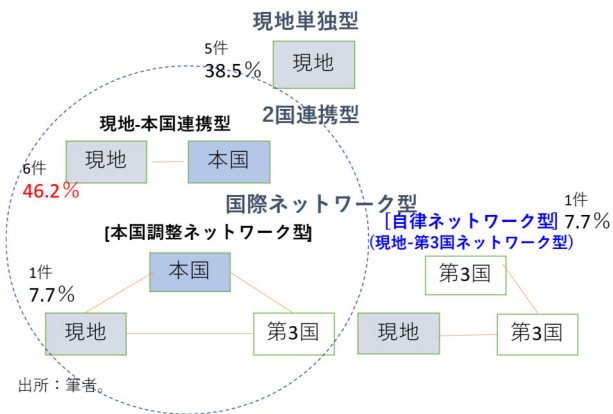 現地単独型
5件
38.5%
現地
2国連携型
現地-本国連携型
6件
46.2%
現地
本国
国際ネットワーク型
[本国調整ネットワーク型]
1件
7.7%
本国
現地
第3国
1件
7.7%
[自律ネットワーク型]
(現地-第3国ネットワーク型)
第3国
現地
第3国
出所：筆者。